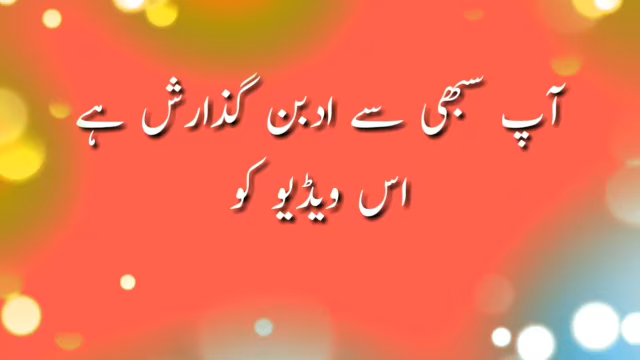 آپ سبھی سے ادبن گذارش ہے
اس ویڈیو کو